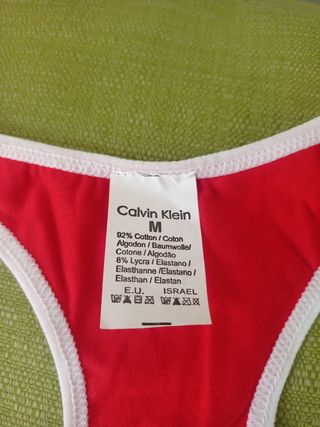 Calvin Klein
M
92% Cotton / Coton
Algodon / Baumwolle/
Cotone / Algodão
8% Lycra / Elastano /
Elasthanne /Elastano /
Elasthan / Elastan
E.U. ISRAEL